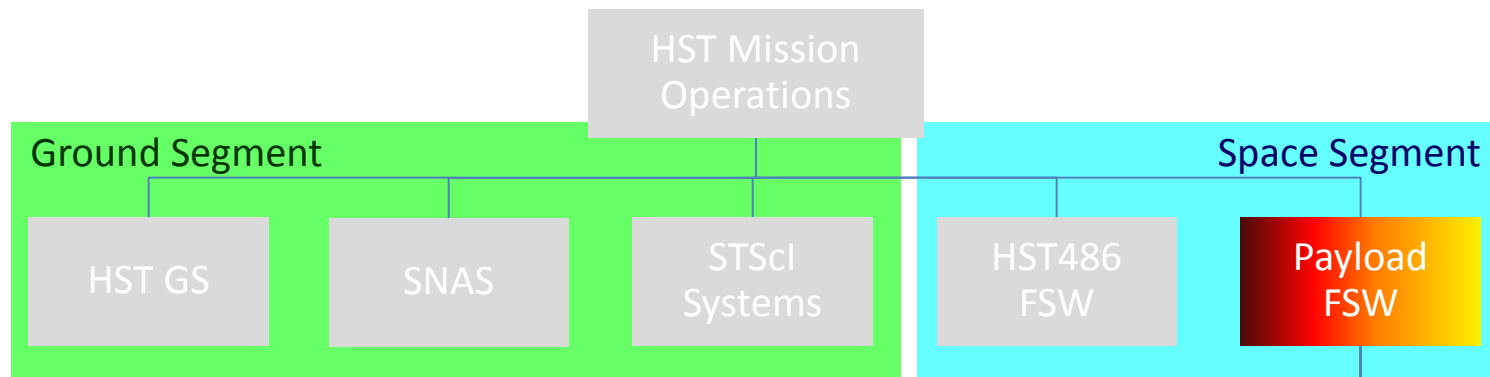 HST Mission
Operations
Ground Segment
Space Segment
HST GS
SNAS
STScI
Systems
HST486
FSW
Payload
FSW